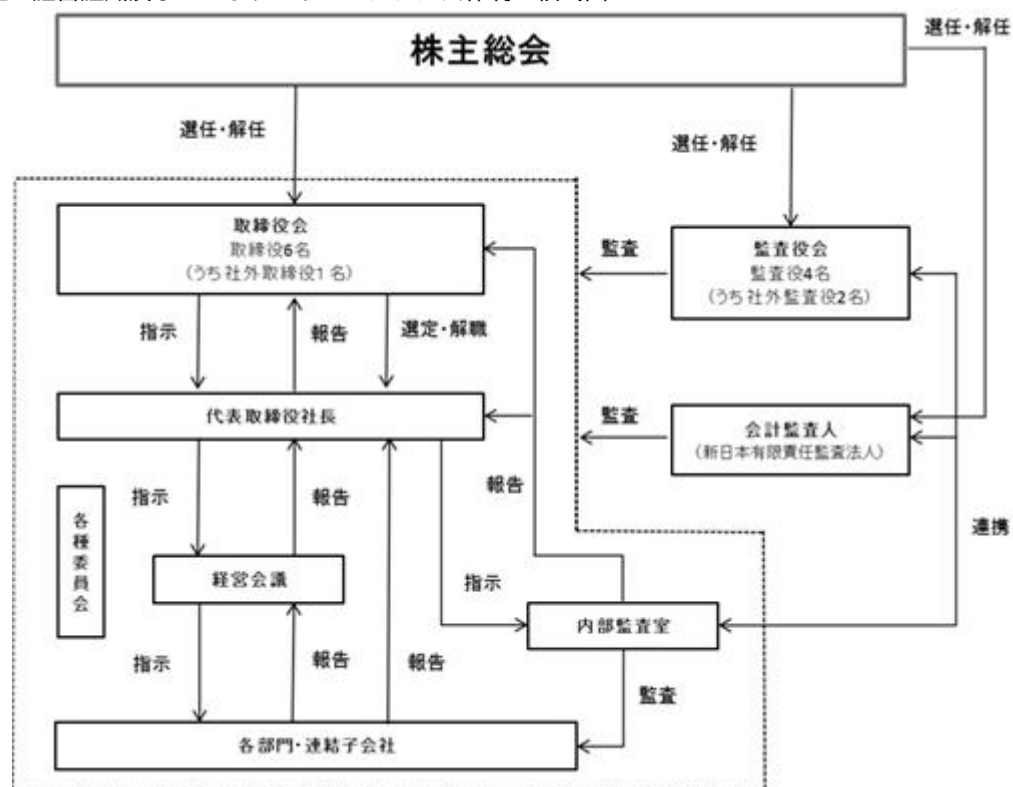 株主総会
選任・解任
選任・解任
選任・解任
取締役会
取締役6名
(うち社外取締役1名)
監査
監査役会
監査役4名
(うち社外監査役2名)
指示
報告
選定・解職
代表取締役社長
監査
会計監査人
(新日本有限責任監査法人)
指示
報告
報告
連携
各種委員会
経営会議
指示
内部監査室
指示
報告
報告
監査
各部門・連結子会社